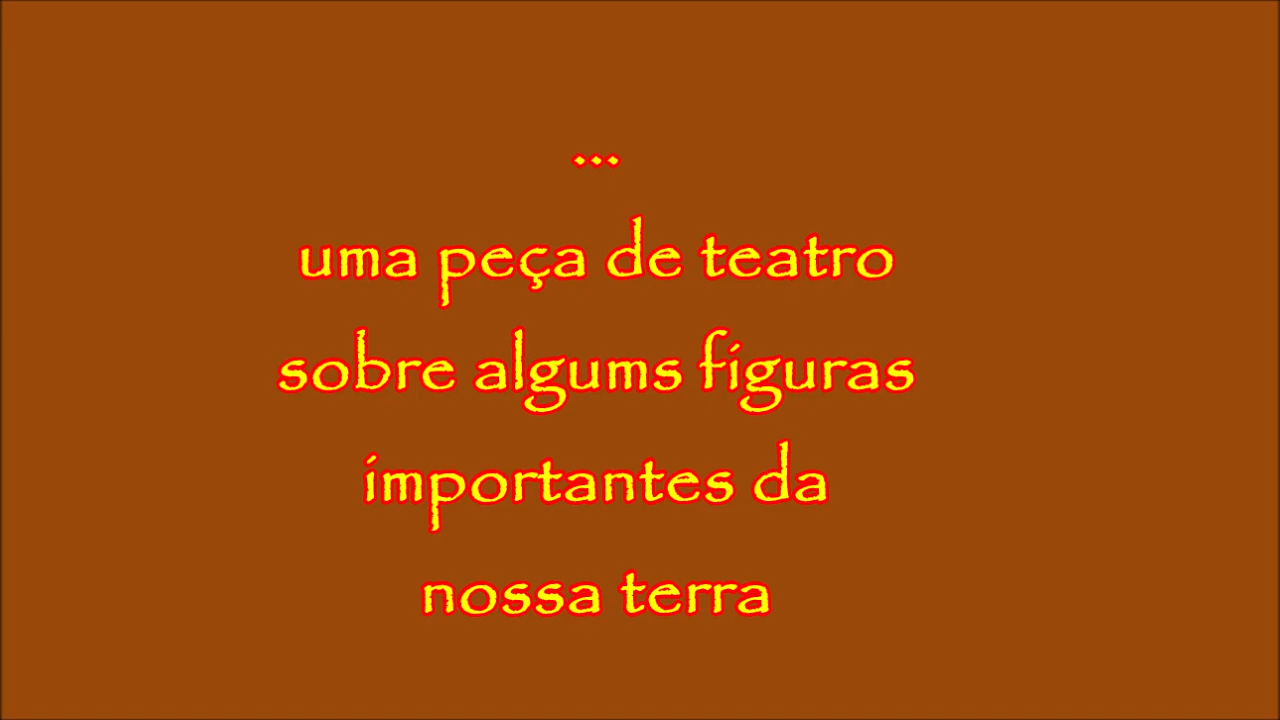 ...
uma peça de teatro
sobre algums figuras
importantes da
nossa terra